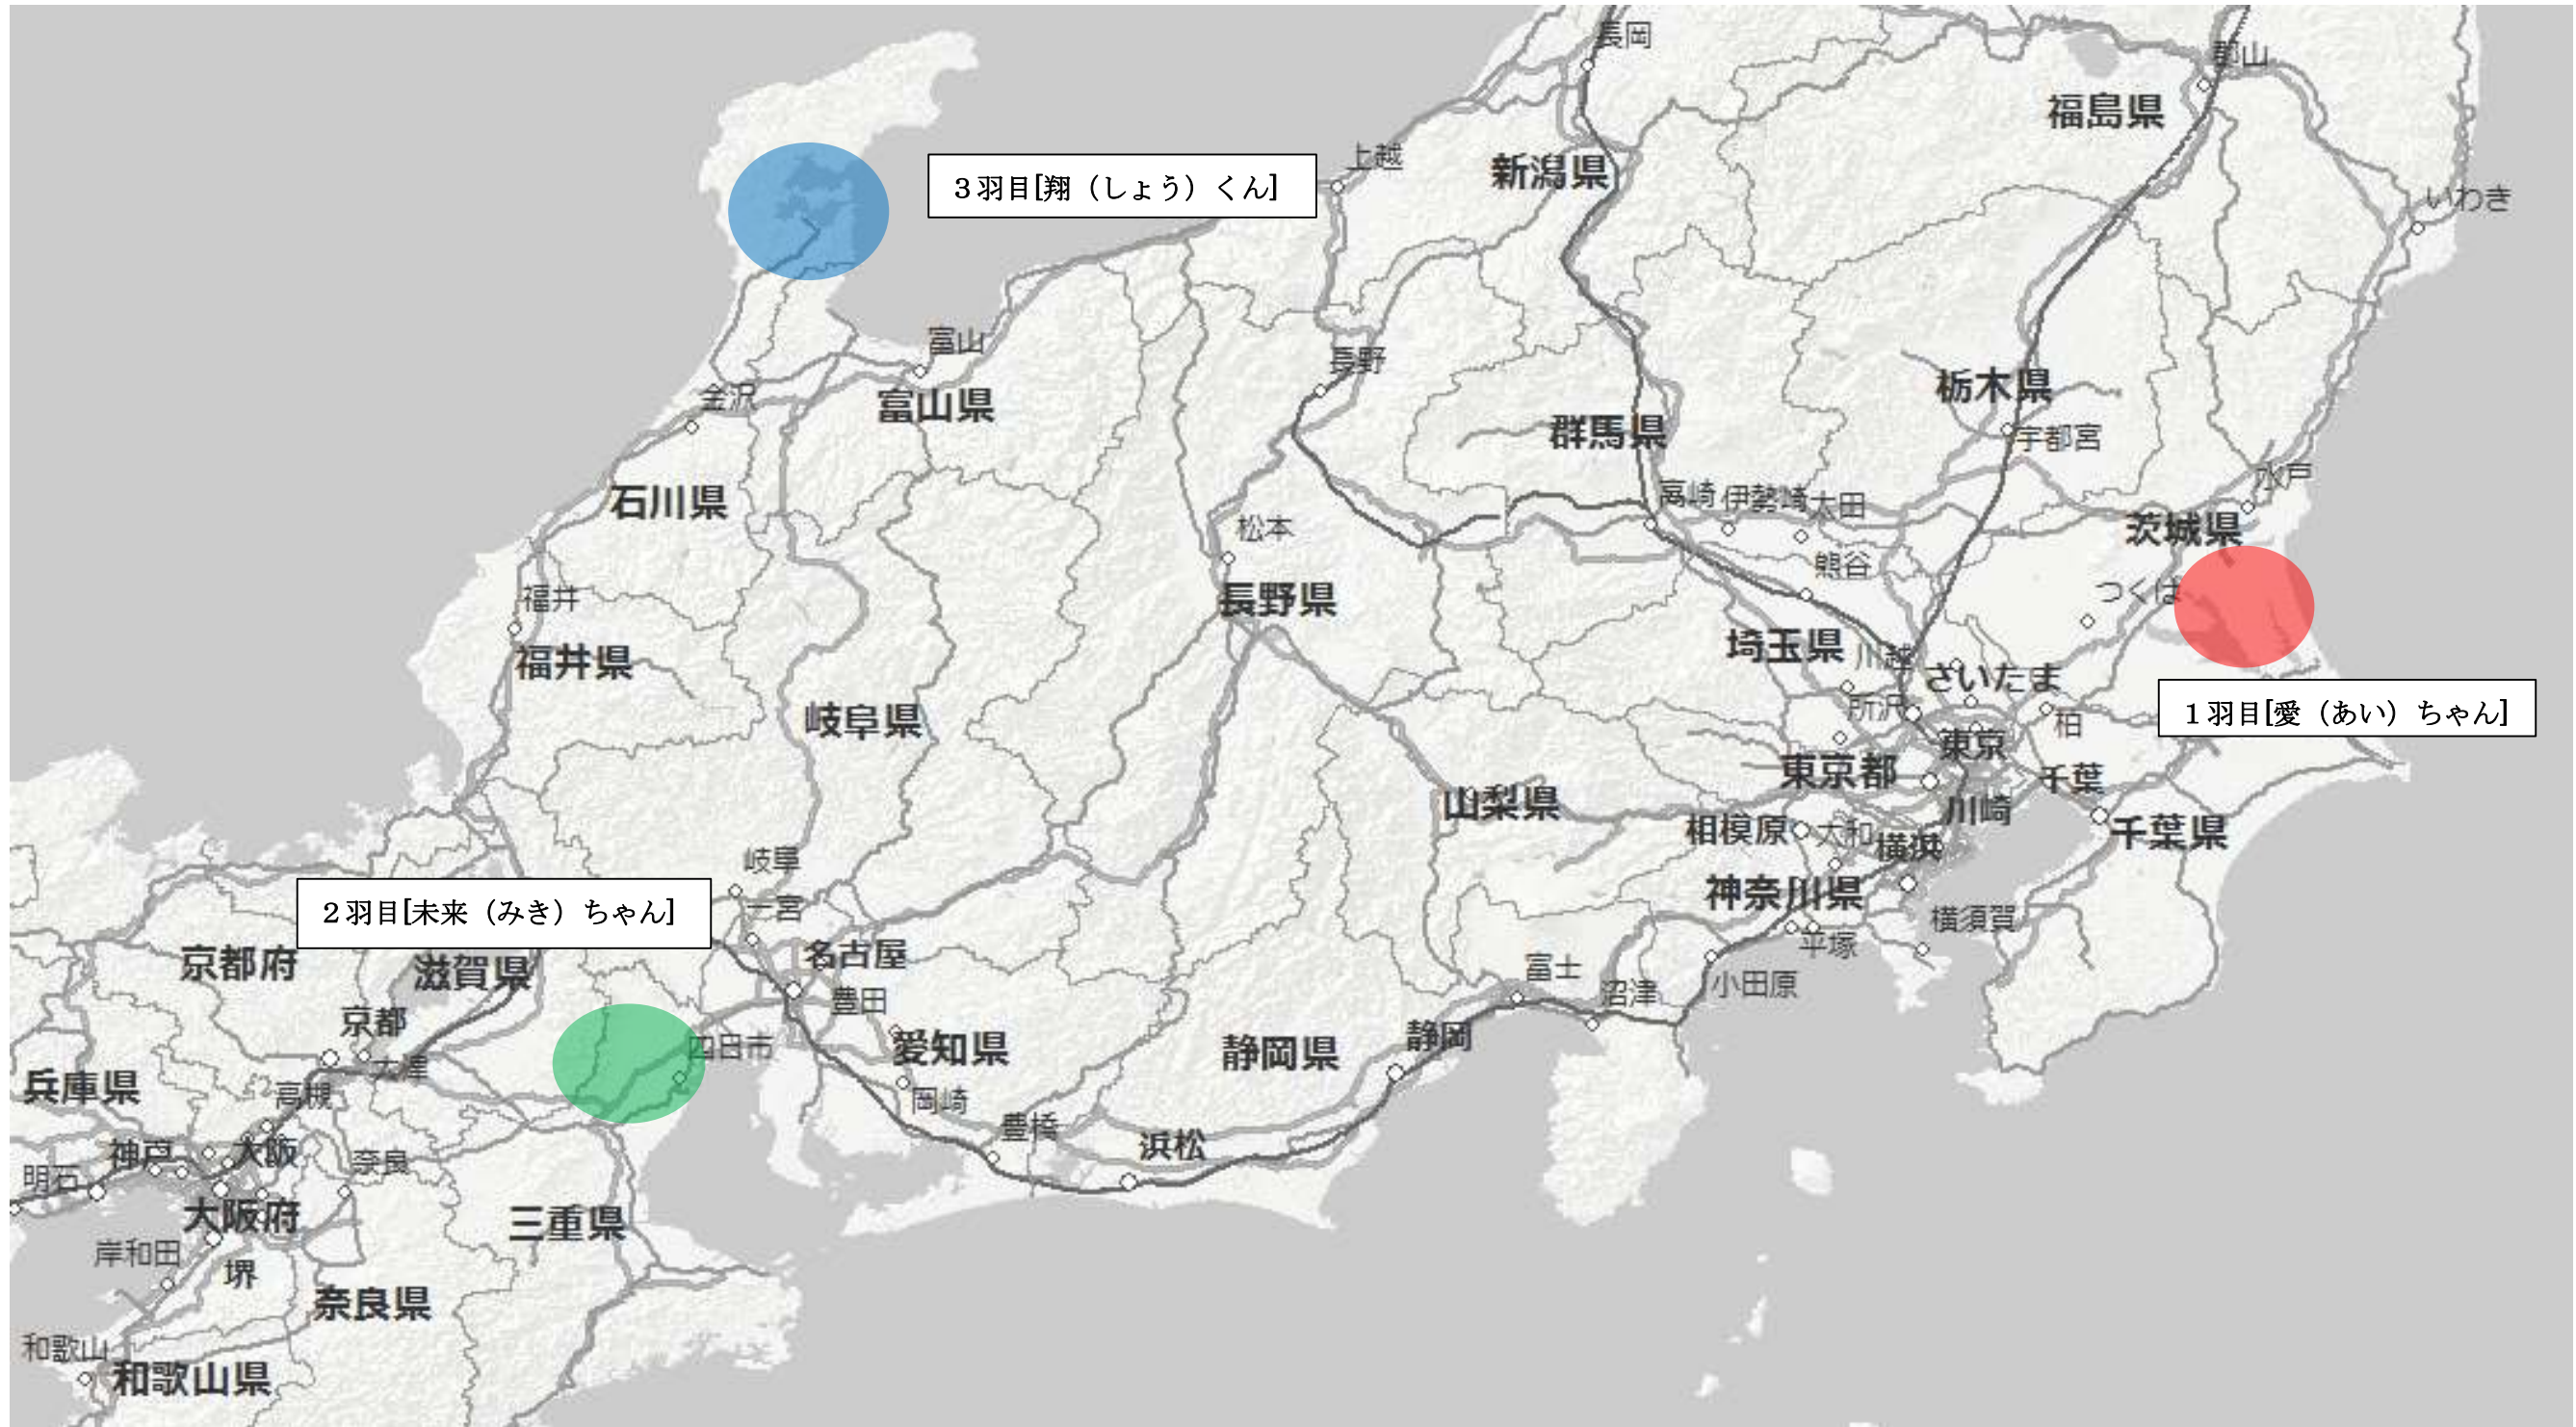 長岡
郡山
福島県
上越
新潟県
3羽目[翔（しょう）くん]
いわき
富山
長野
金沢
富山県
栃木県
群馬県
宇都宮
水戸
石川県
高崎
伊勢崎
太田
茨城県
松本
熊谷
つくば
福井
長野県
福井県
埼玉県
川越
さいたま
所沢
柏
1羽目[愛（あい）ちゃん]
岐阜県
東京
東京都
千葉
山梨県
川崎
相模原
大和
横浜
千葉県
岐阜
神奈川県
一宮
2羽目[未来（みき）ちゃん]
横須賀
平塚
名古屋
京都府
滋賀県
富士
沼津
小田原
豊田
京都
四日市
愛知県
静岡県
静岡
大津
兵庫県
高槻
岡崎
豊橋
浜松
神戸
大阪
奈良
明石
大阪府
三重県
岸和田
堺
奈良県
和歌山
和歌山県